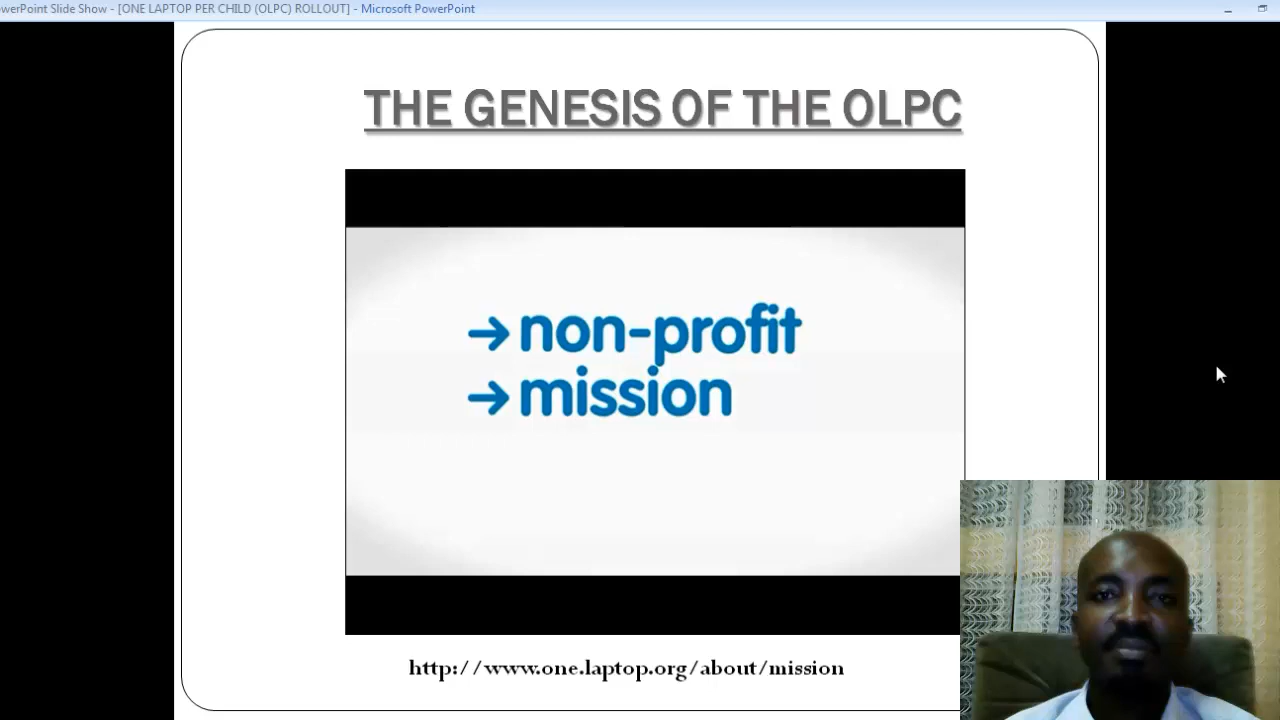 werPoint Slide Show - [ONE LAPTOP PER CHILD (OLPC) ROLLOUT] - Microsoft PowerPoint
THE GENESIS OF THE OLPC
→ non-profit
→ mission
http://www.one.laptop.org/about/mission